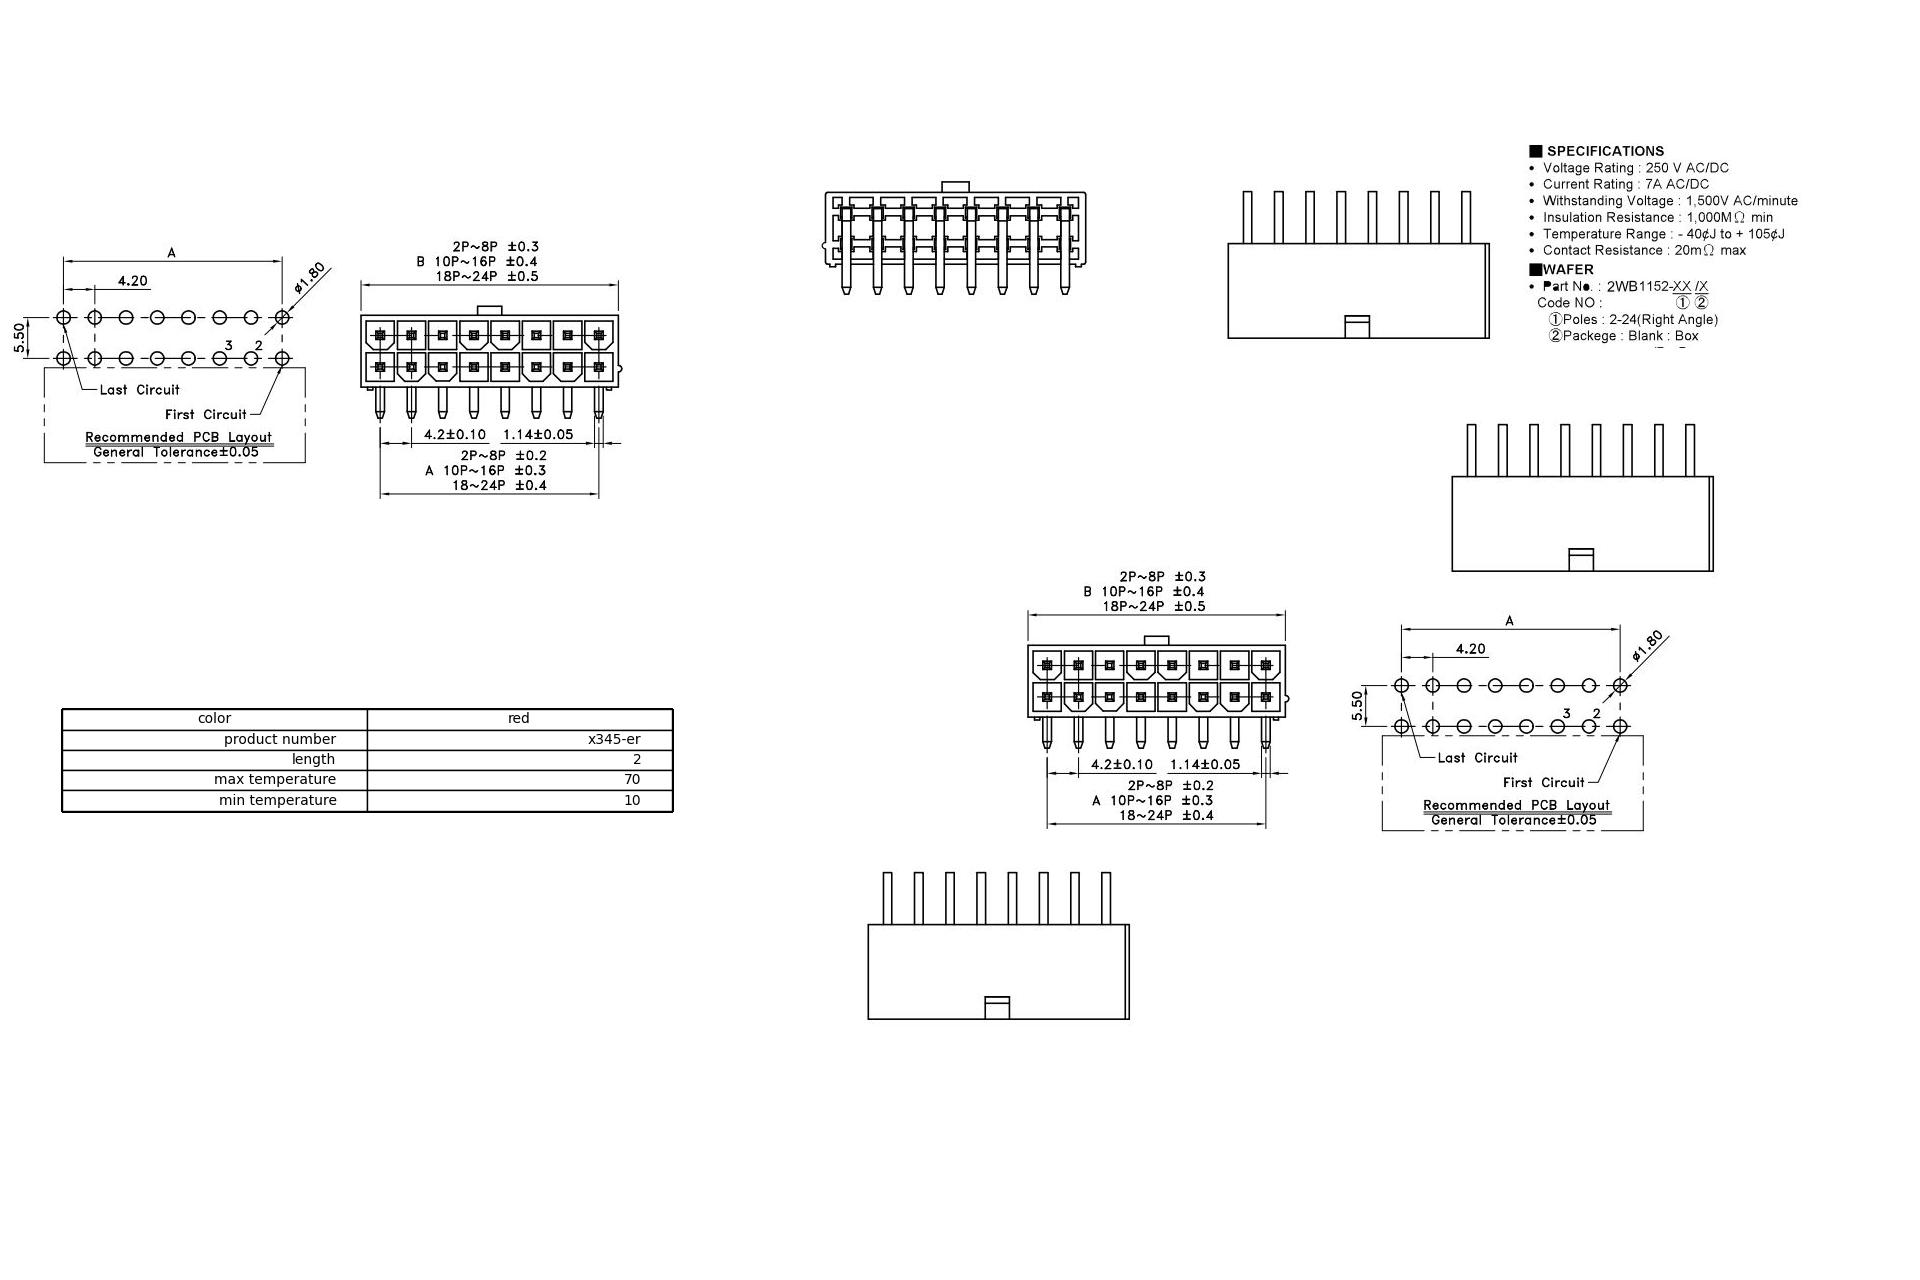 ■ SPECIFICATIONS
• Voltage Rating : 250 V AC/DC
• Current Rating : 7A AC/DC
• Withstanding Voltage : 1,500V AC/minute
• Insulation Resistance : 1,000MΩ min
• Temperature Range : - 40¢J to + 105¢J
• Contact Resistance : 20mΩ max
■WAFER
• Part No. : 2WB1152-XX /X
Code NO : ① ②
①Poles : 2-24(Right Angle)
②Packege : Blank : Box
A
4.20
ø1.80
5.50
3 2
Last Circuit
First Circuit
Recommended PCB Layout
General Tolerance±0.05
2P~8P ±0.3
B 10P~16P ±0.4
18P~24P ±0.5
4.2±0.10 1.14±0.05
2P~8P ±0.2
A 10P~16P ±0.3
18~24P ±0.4
2P~8P ±0.3
B 10P~16P ±0.4
18P~24P ±0.5
4.2±0.10 1.14±0.05
2P~8P ±0.2
A 10P~16P ±0.3
18~24P ±0.4
A
4.20
ø1.80
5.50
3 2
Last Circuit
First Circuit
Recommended PCB Layout
General Tolerance±0.05
color red
product number x345-er
length 2
max temperature 70
min temperature 10